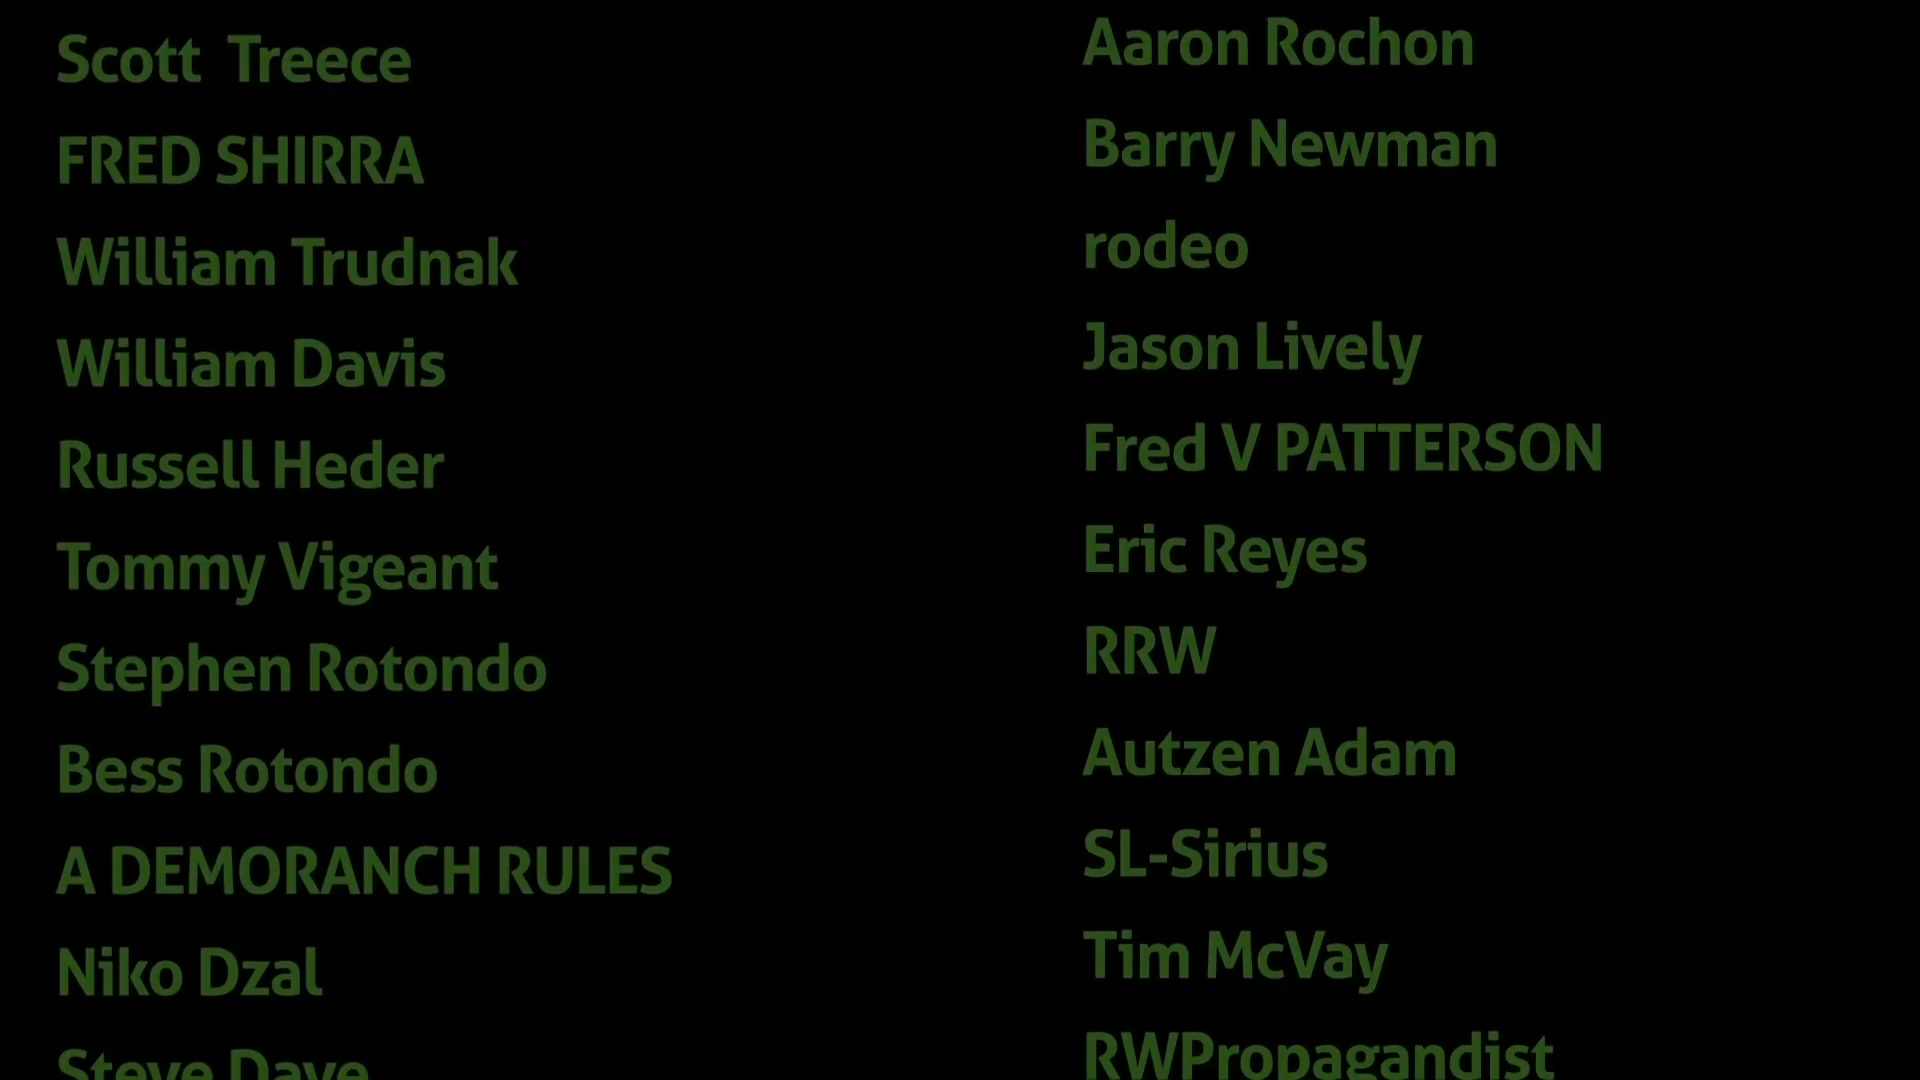 Scott  Treece
FRED SHIRRA
William Trudnak
William Davis
Russell Heder
Tommy Vigeant
Stephen Rotondo
Bess Rotondo
A DEMORANCH RULES
Niko Dzal
Steve Dave
Aaron Rochon
Barry Newman
rodeo
Jason Lively
Fred V PATTERSON
Eric Reyes
RRW
Autzen Adam
SL-Sirius
Tim McVay
RWPropagandist